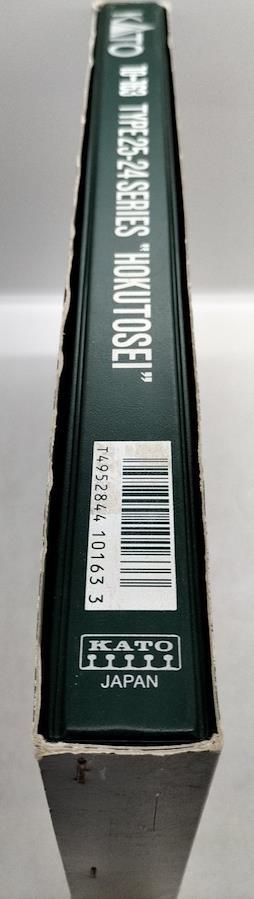 KATO 10-163 TYPE 25-24 SERIES "HOKUTOSEI"
T4952844 10163 3
KATO
JAPAN